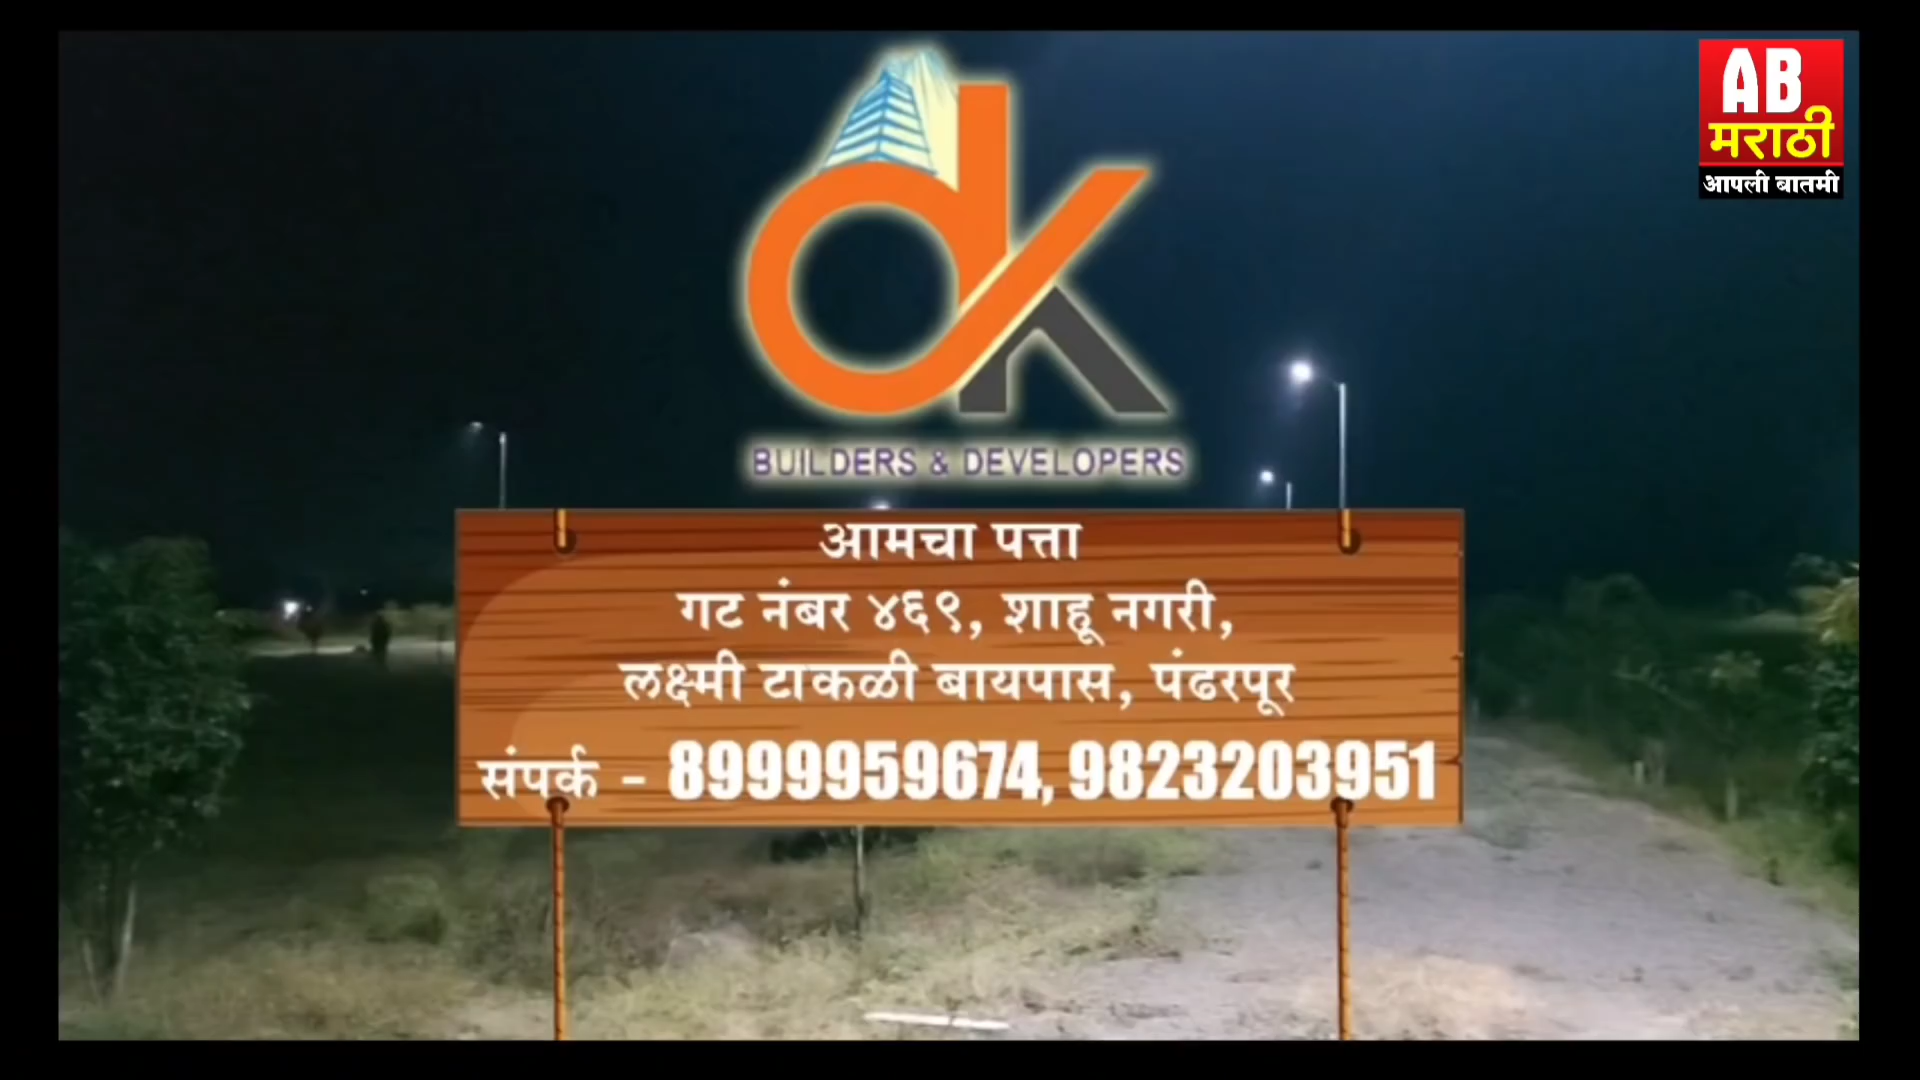 AB
मराठी
आपली बातमी
dk
BUILDERS & DEVELOPERS
आमचा पत्ता
गट नंबर ४६९, शाहू नगरी,
लक्ष्मी टाकळी बायपास, पंढरपूर
संपर्क - 8999959674, 9823203951